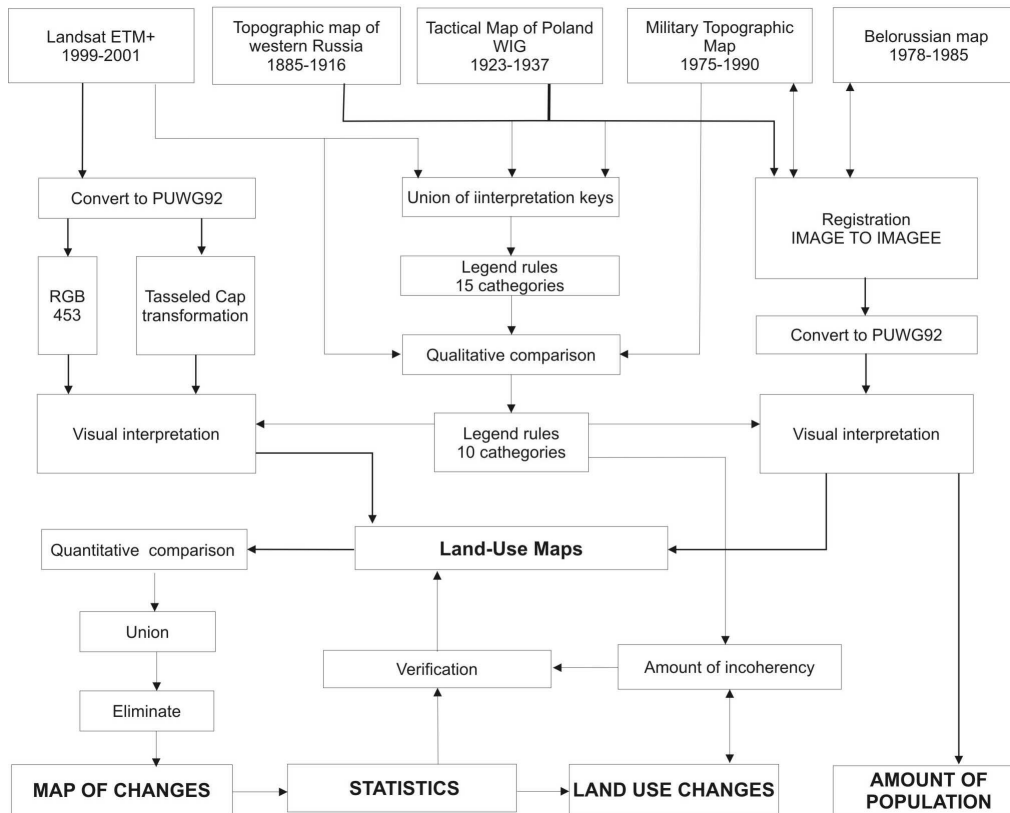 Landsat ETM+
1999-2001
Topographic map of
western Russia
1885-1916
Tactical Map of Poland
WIG
1923-1937
Military Topographic
Map
1975-1990
Belorussian map
1978-1985
Convert to PUWG92
Union of iinterpretation keys
Registration
IMAGE TO IMAGEE
RGB
453
Tasseled Cap
transformation
Legend rules
15 cathegories
Qualitative comparison
Convert to PUWG92
Visual interpretation
Legend rules
10 cathegories
Visual interpretation
Quantitative comparison
Land-Use Maps
Union
Verification
Amount of incoherency
Eliminate
MAP OF CHANGES
STATISTICS
LAND USE CHANGES
AMOUNT OF
POPULATION